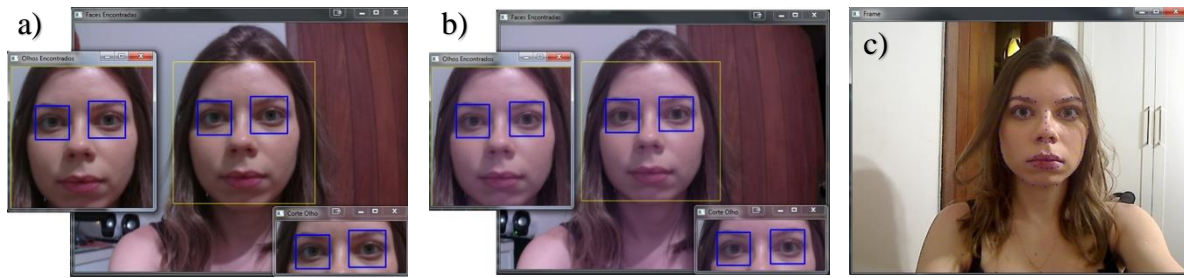 a)
Faces Encontradas
Olhos Encontrados
Corte Olho
b)
Faces Encontradas
Olhos Encontrados
Corte Olho
c)
Frame